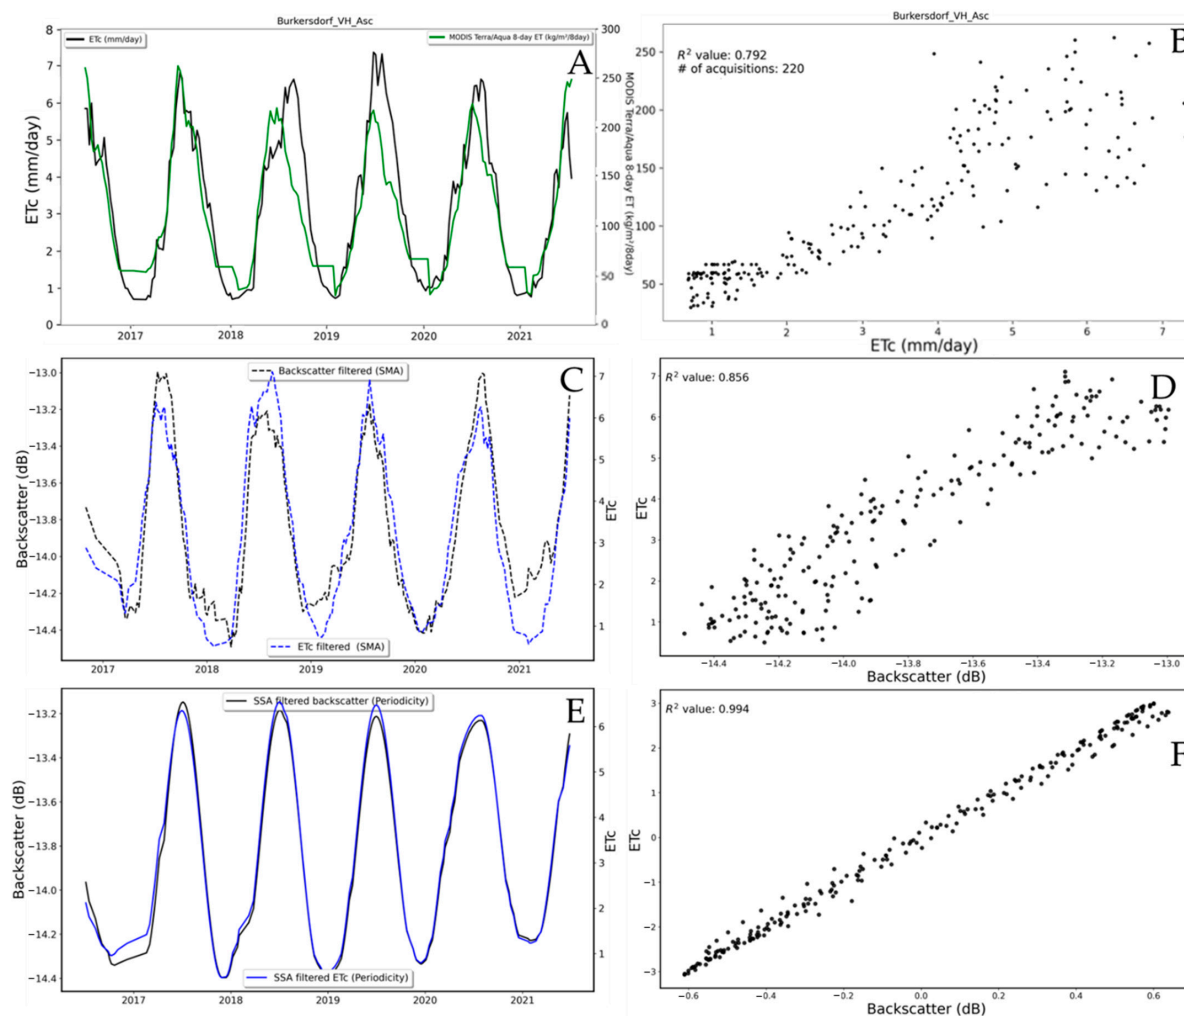 Burkersdorf_VH_Asc
8
7
6
5
4
3
2
1
0
ETc (mm/day)
ETc (mm/day)
MODIS Terra/Aqua 8-day ET (kg/m²/8day)
A
300
250
200
150
100
50
0
MODIS Terra/Aqua 8-day ET (kg/m²/8day)
2017 2018 2019 2020 2021
Burkersdorf_VH_Asc
B
R² value: 0.792
# of acquisitions: 220
250
200
150
100
50
1 2 3 4 5 6 7
ETc (mm/day)
C
Backscatter filtered (SMA)
−13.0
−13.2
−13.4
−13.6
−13.8
−14.0
−14.2
−14.4
Backscatter (dB)
7
6
5
4
3
2
1
ETc
ETc filtered (SMA)
2017 2018 2019 2020 2021
D
R² value: 0.856
7
6
5
4
3
2
1
ETc
−14.4 −14.2 −14.0 −13.8 −13.6 −13.4 −13.2 −13.0
Backscatter (dB)
E
SSA filtered backscatter (Periodicity)
−13.2
−13.4
−13.6
−13.8
−14.0
−14.2
−14.4
Backscatter (dB)
6
5
4
3
2
1
ETc
SSA filtered ETc (Periodicity)
2017 2018 2019 2020 2021
F
R² value: 0.994
3
2
1
0
−1
−2
−3
ETc
−0.6 −0.4 −0.2 0.0 0.2 0.4 0.6
Backscatter (dB)